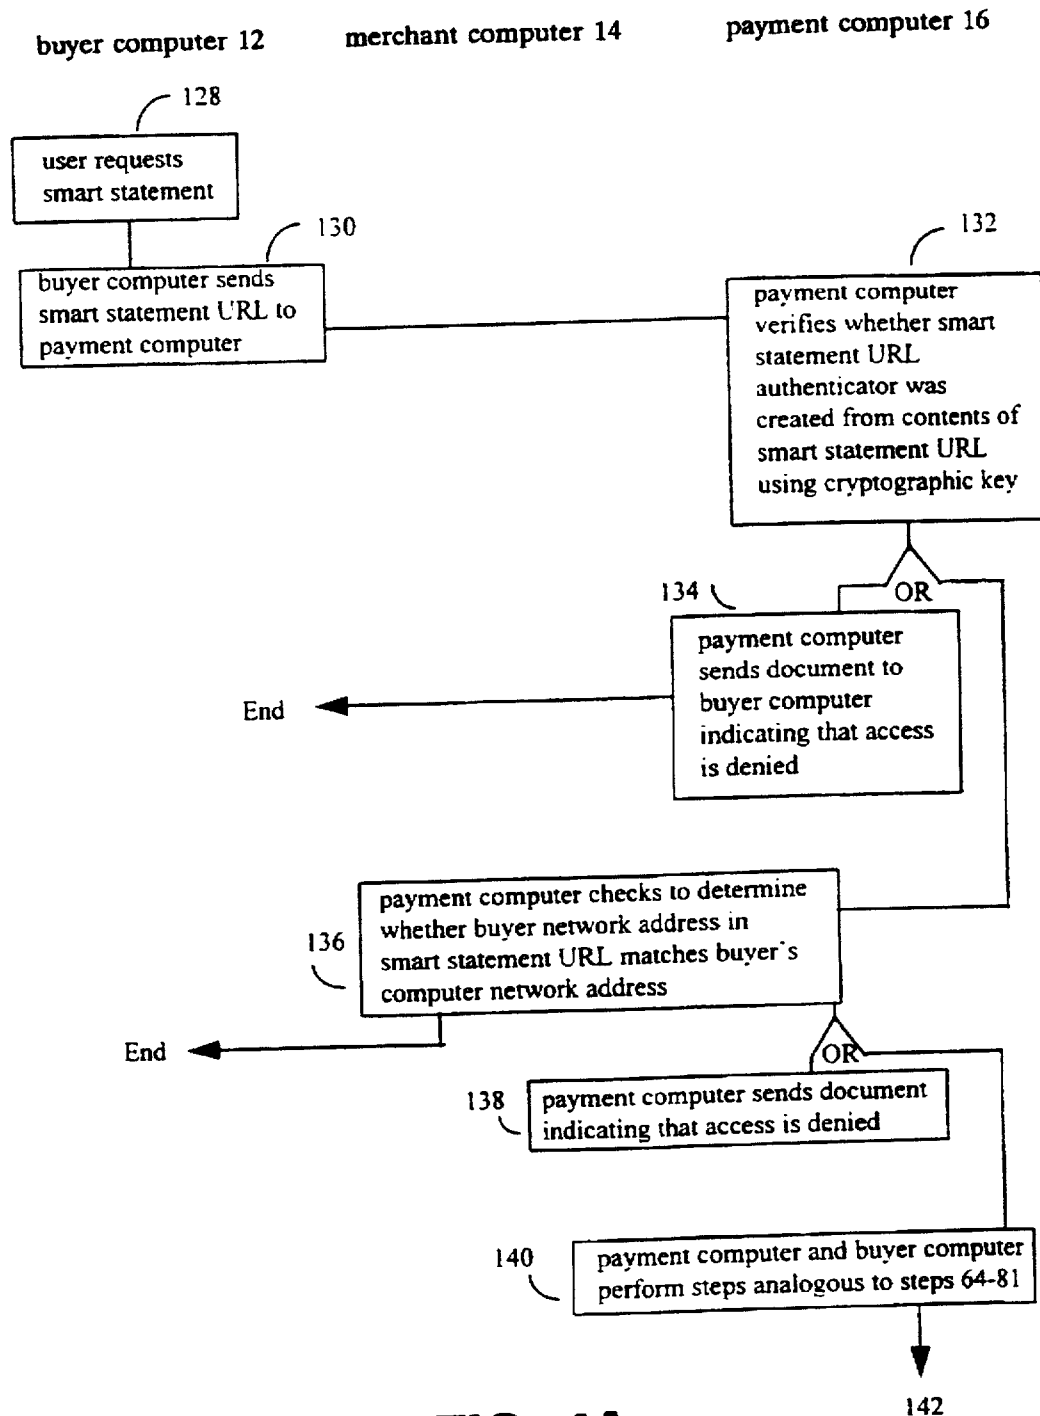 buyer computer 12 merchant computer 14 payment computer 16
128
user requests
smart statement
130
buyer computer sends
smart statement URL to
payment computer
132
payment computer
verifies whether smart
statement URL
authenticator was
created from contents of
smart statement URL
using cryptographic key
OR
134
payment computer
sends document to
buyer computer
indicating that access
is denied
End
136
payment computer checks to determine
whether buyer network address in
smart statement URL matches buyer's
computer network address
End
OR
138
payment computer sends document
indicating that access is denied
140
payment computer and buyer computer
perform steps analogous to steps 64-81
142